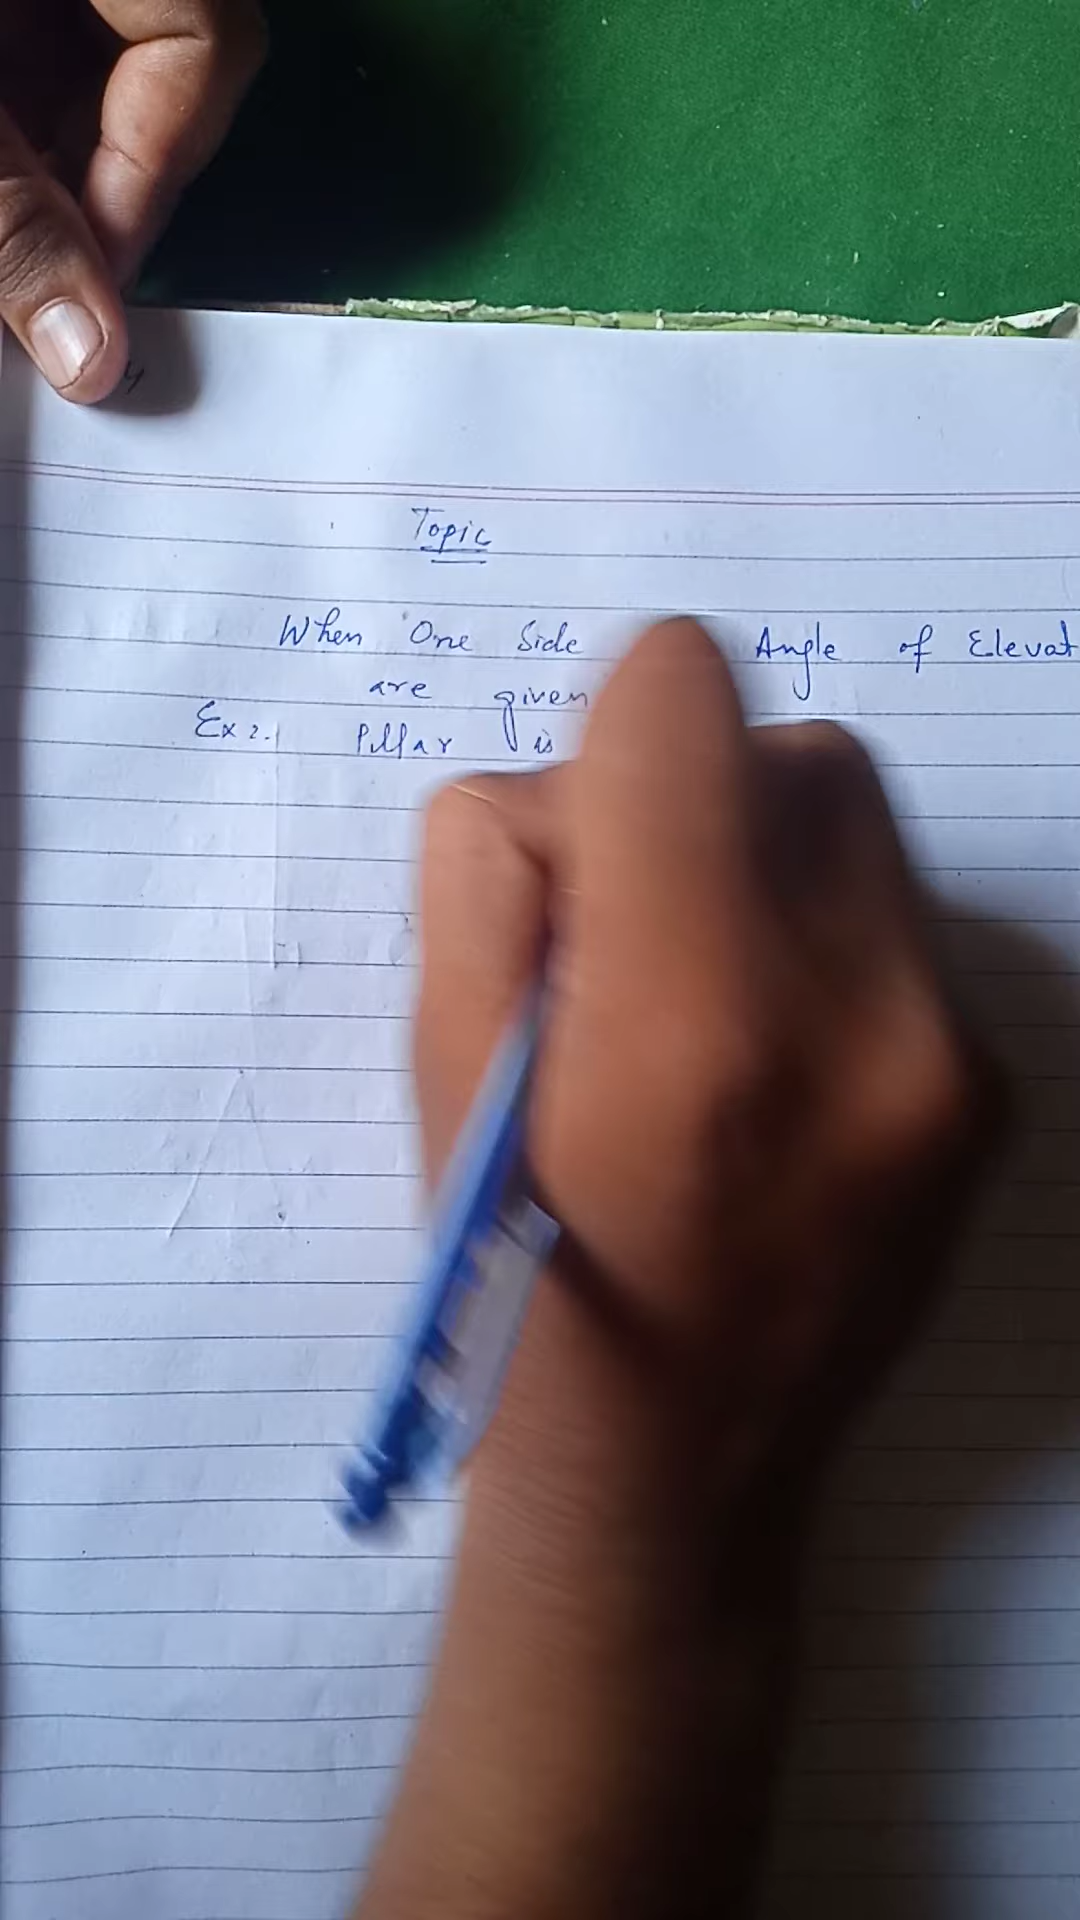 Topic
When One Side Angle of Elevat
are given
Ex 2. Pillar is